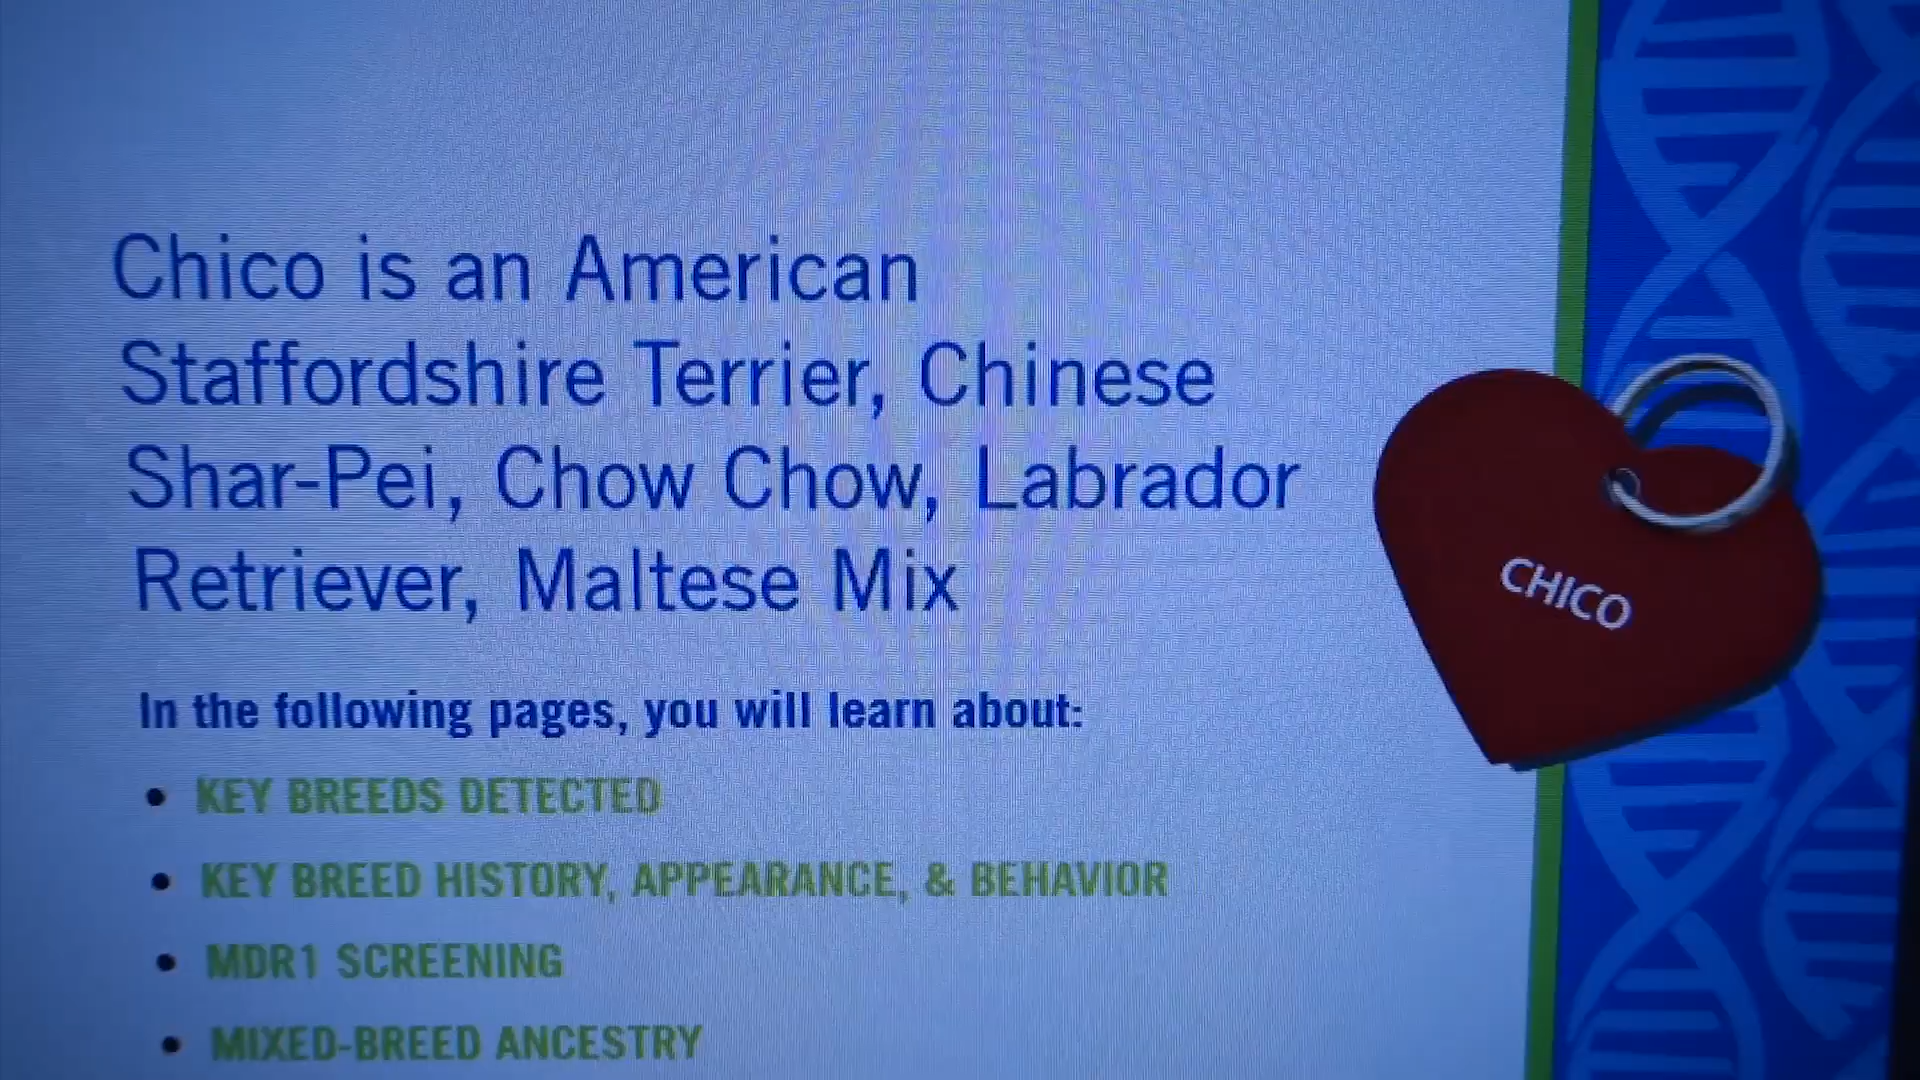 Chico is an American
Staffordshire Terrier, Chinese
Shar-Pei, Chow Chow, Labrador
Retriever, Maltese Mix
CHICO
In the following pages, you will learn about:
• KEY BREEDS DETECTED
• KEY BREED HISTORY, APPEARANCE, & BEHAVIOR
• MDR1 SCREENING
• MIXED-BREED ANCESTRY